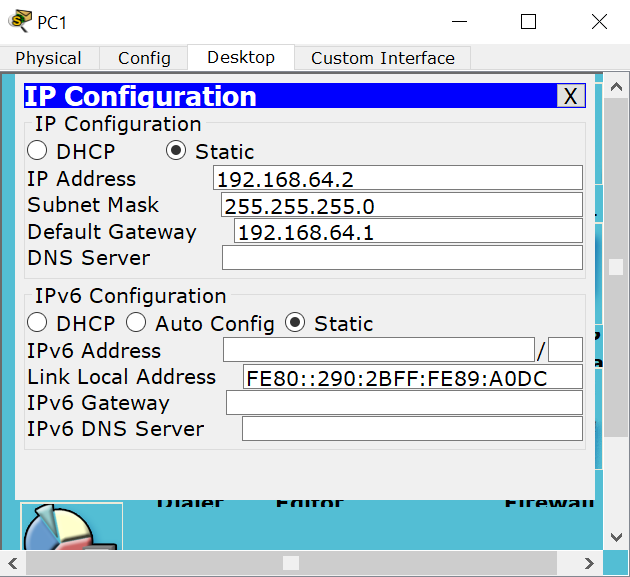 PC1
Physical Config Desktop Custom Interface
IP Configuration X
IP Configuration
DHCP Static
IP Address 192.168.64.2
Subnet Mask 255.255.255.0
Default Gateway 192.168.64.1
DNS Server
IPv6 Configuration
DHCP Auto Config Static
IPv6 Address /
Link Local Address FE80::290:2BFF:FE89:A0DC
IPv6 Gateway
IPv6 DNS Server
Dialer Editor Firewall